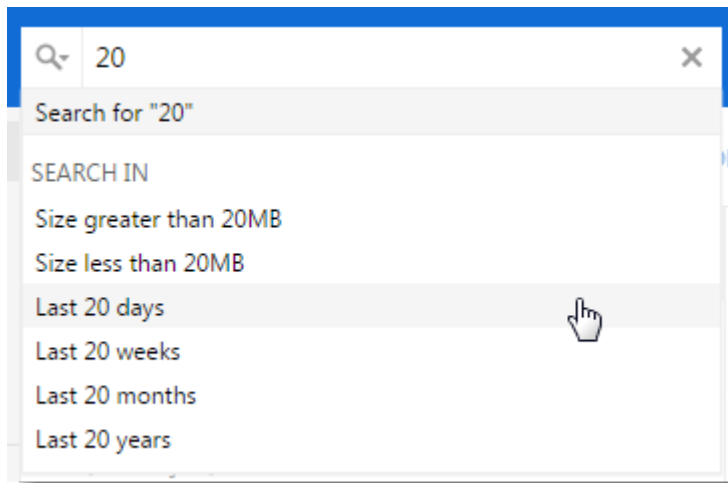 20
Search for "20"
SEARCH IN
Size greater than 20MB
Size less than 20MB
Last 20 days
Last 20 weeks
Last 20 months
Last 20 years